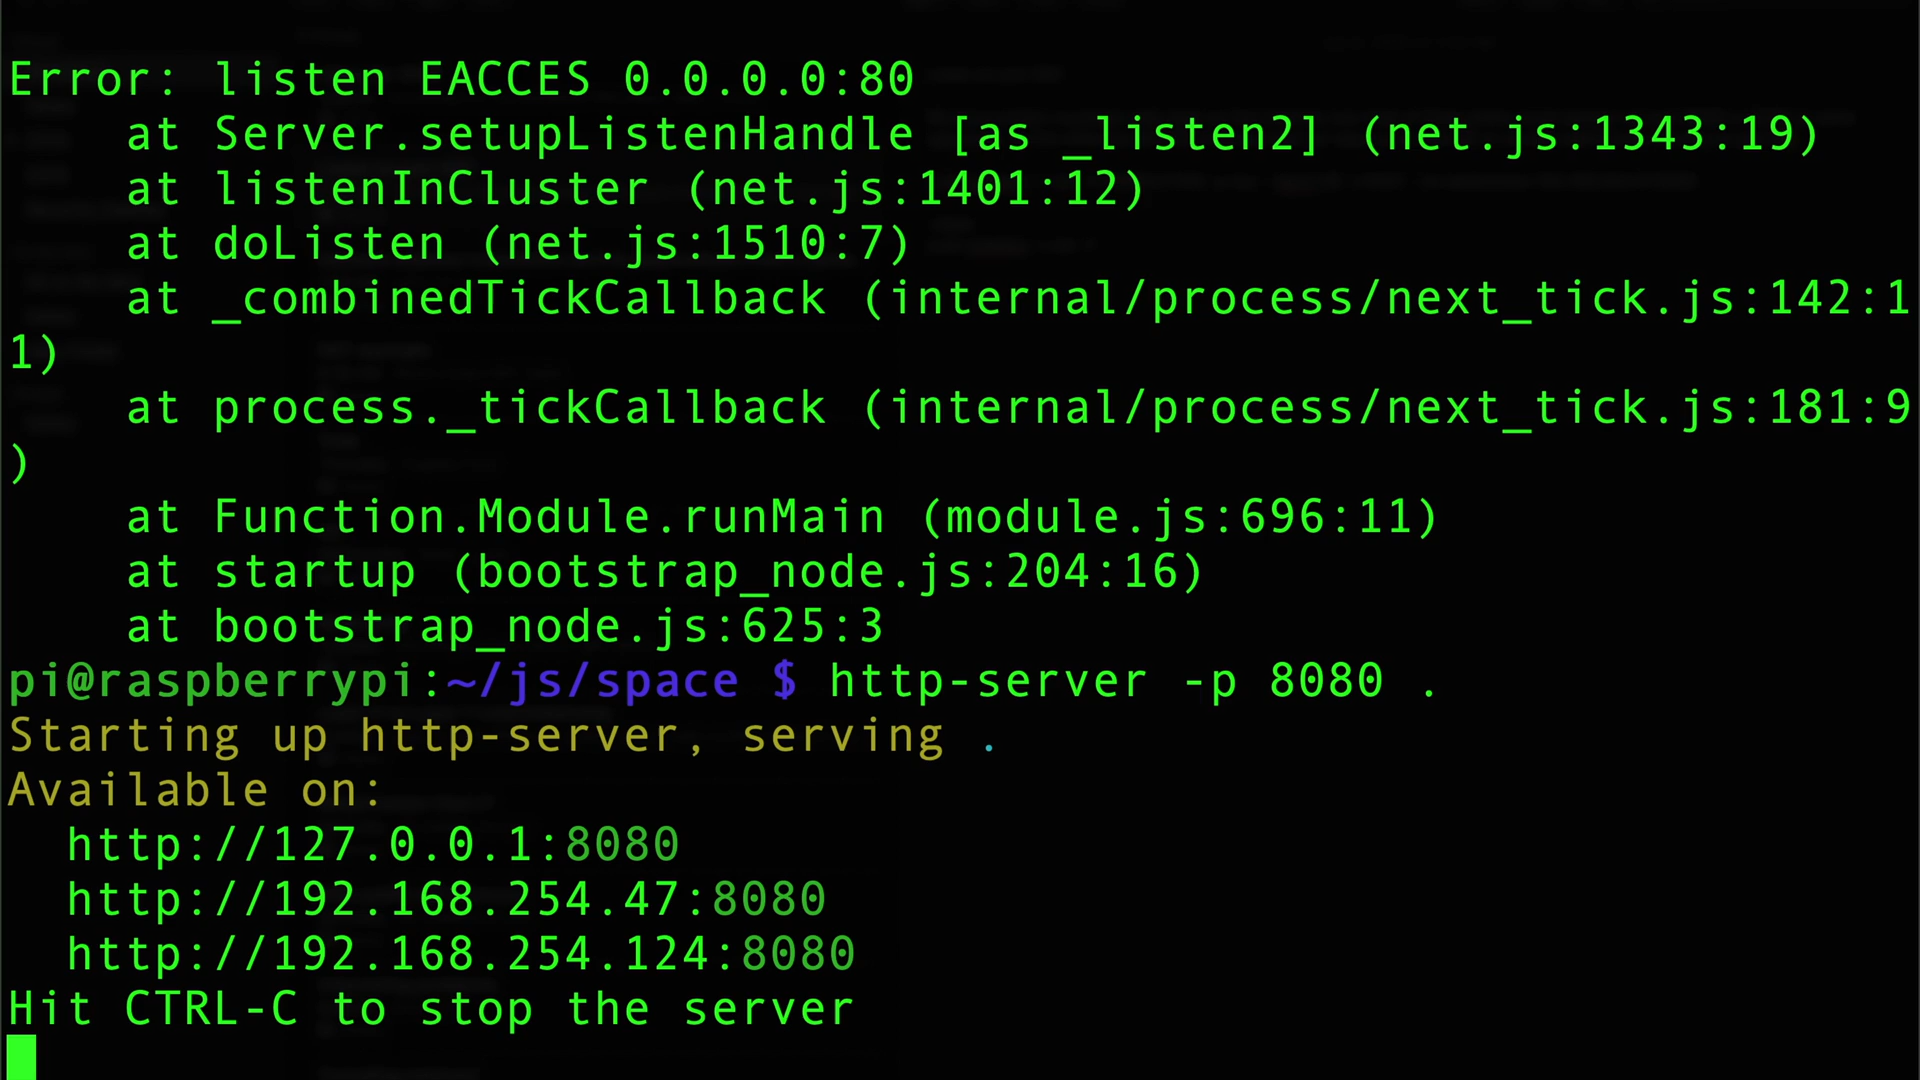 Error: listen EACCES 0.0.0.0:80
    at Server.setupListenHandle [as _listen2] (net.js:1343:19)
    at listenInCluster (net.js:1401:12)
    at doListen (net.js:1510:7)
    at _combinedTickCallback (internal/process/next_tick.js:142:1
1)
    at process._tickCallback (internal/process/next_tick.js:181:9
)
    at Function.Module.runMain (module.js:696:11)
    at startup (bootstrap_node.js:204:16)
    at bootstrap_node.js:625:3
pi@raspberrypi:~/js/space $ http-server -p 8080 .
Starting up http-server, serving .
Available on:
  http://127.0.0.1:8080
  http://192.168.254.47:8080
  http://192.168.254.124:8080
Hit CTRL-C to stop the server